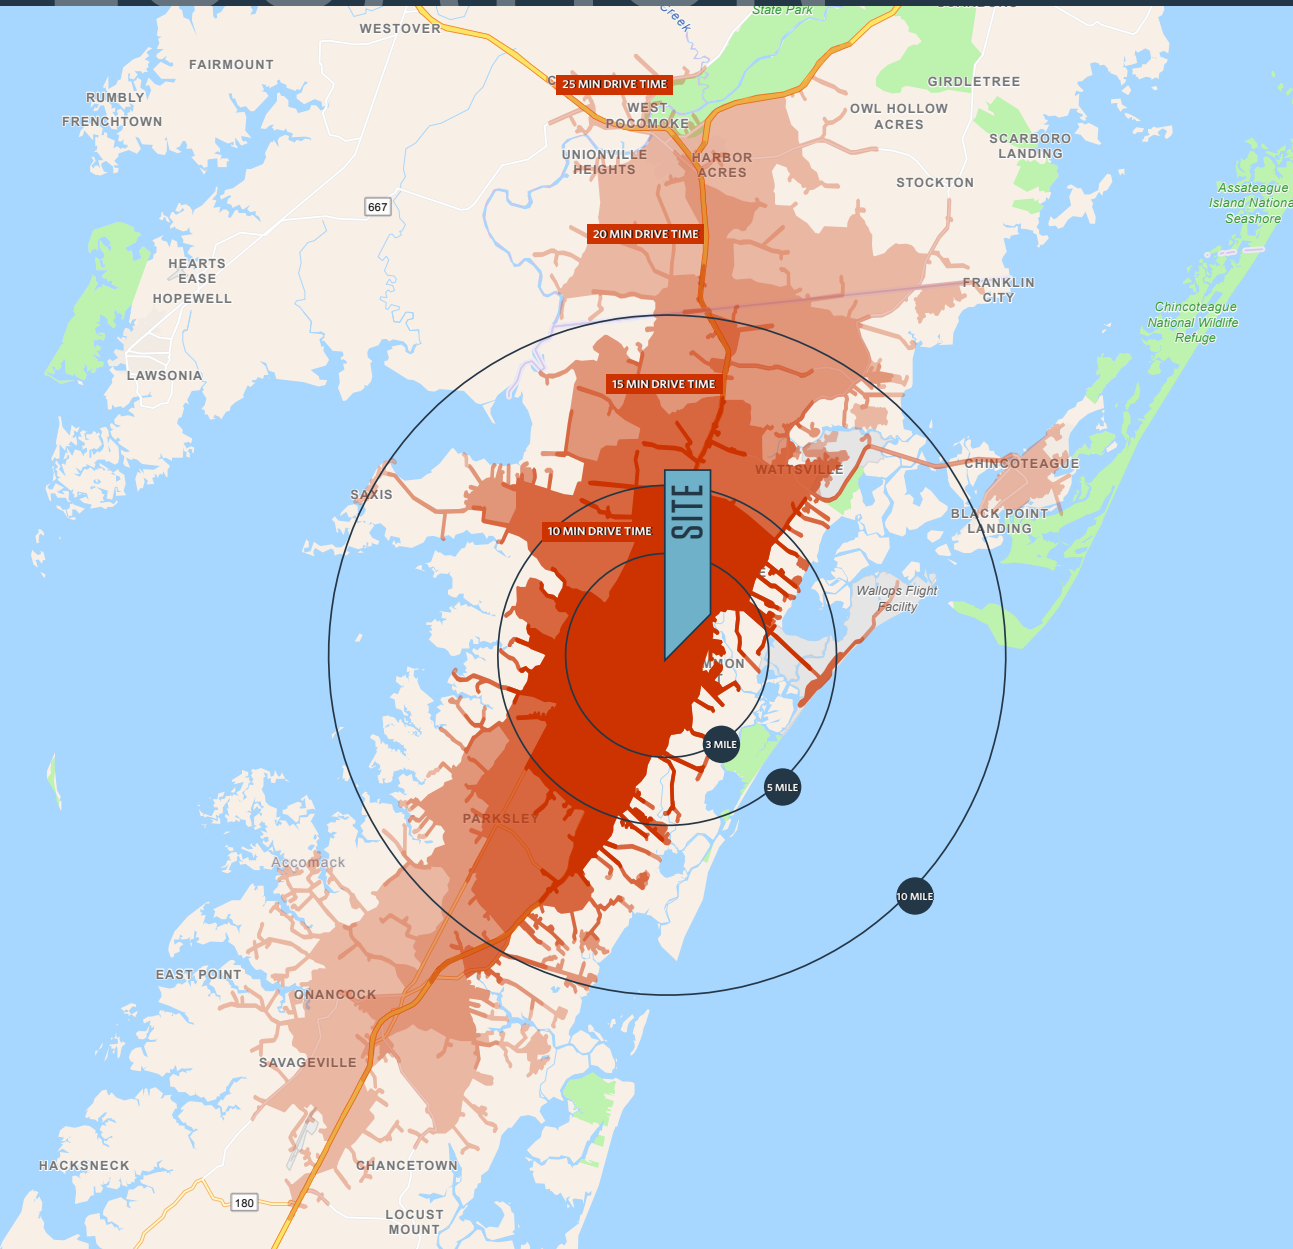 Creek
State Park
WESTOVER
FAIRMOUNT
RUMBLY
FRENCHTOWN
25 MIN DRIVE TIME
WEST
POCOMOKE
GIRDLETREE
OWL HOLLOW
ACRES
SCARBORO
LANDING
UNIONVILLE
HEIGHTS
HARBOR
ACRES
STOCKTON
Assateague
Island Nationa
Seashore
667
20 MIN DRIVE TIME
HEARTS
EASE
HOPEWELL
FRANKLIN
CITY
Chincoteague
National Wildlife
Refuge
LAWSONIA
15 MIN DRIVE TIME
WATTSVILLE
CHINCOTEAGUE
SAXIS
SITE
BLACK POINT
LANDING
10 MIN DRIVE TIME
Wallops Flight
Facility
MMON
3 MILE
5 MILE
PARKSLEY
Accomack
10 MILE
EAST POINT
ONANCOCK
SAVAGEVILLE
HACKSNECK
CHANCETOWN
180
LOCUST
MOUNT